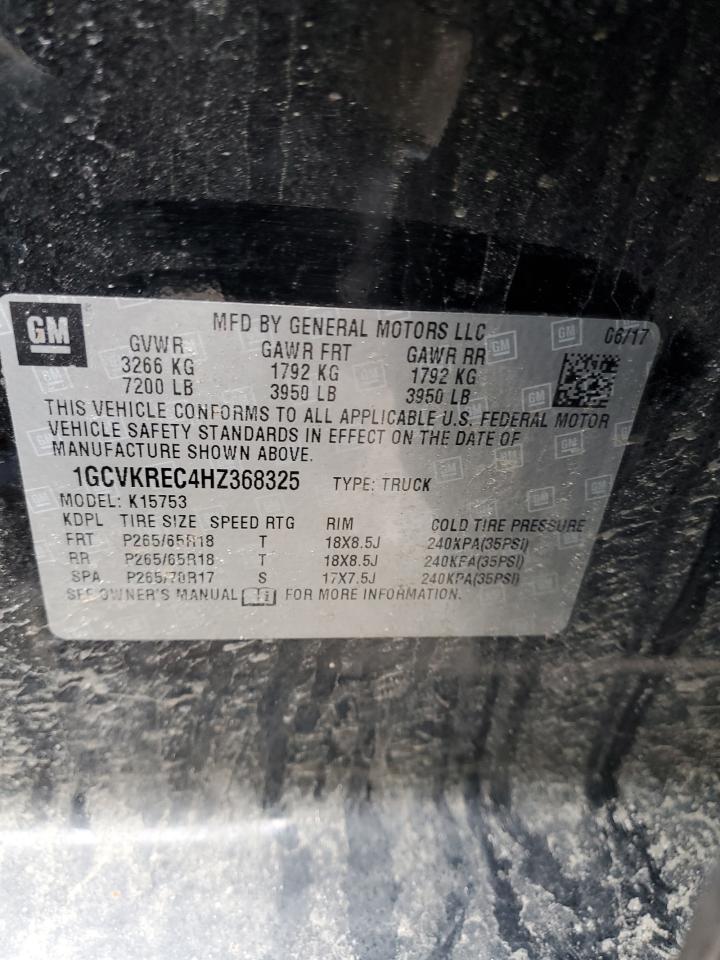 GM
MFD BY GENERAL MOTORS LLC
06/17
GVWR GAWR FRT GAWR RR
3266 KG 1792 KG 1792 KG
7200 LB 3950 LB 3950 LB
THIS VEHICLE CONFORMS TO ALL APPLICABLE U.S. FEDERAL MOTOR
VEHICLE SAFETY STANDARDS IN EFFECT ON THE DATE OF
MANUFACTURE SHOWN ABOVE.
1GCVKREC4HZ368325 TYPE: TRUCK
MODEL: K15753
KDPL TIRE SIZE SPEED RTG RIM COLD TIRE PRESSURE
FRT P265/65R18 T 18X8.5J 240KPA(35PSI)
RR P265/65R18 T 18X8.5J 240KPA(35PSI)
SPA P265/70R17 S 17X7.5J 240KPA(35PSI)
SEE OWNER'S MANUAL FOR MORE INFORMATION.